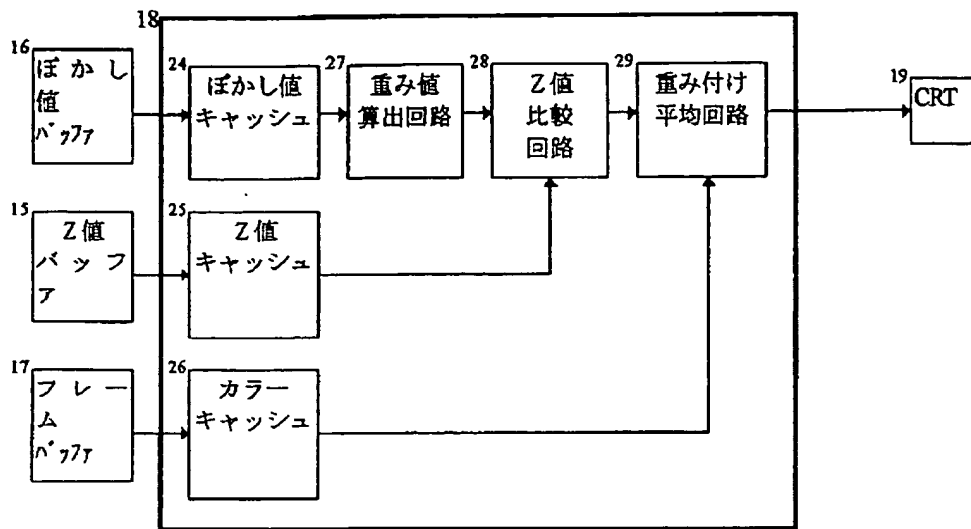 18
16
ぼかし
値
バッファ
24
ぼかし値
キャッシュ
27
重み値
算出回路
28
Z値
比較
回路
29
重み付け
平均回路
19
CRT
15
Z値
バッフ
ァ
25
Z値
キャッシュ
17
フレー
ム
バッファ
26
カラー
キャッシュ